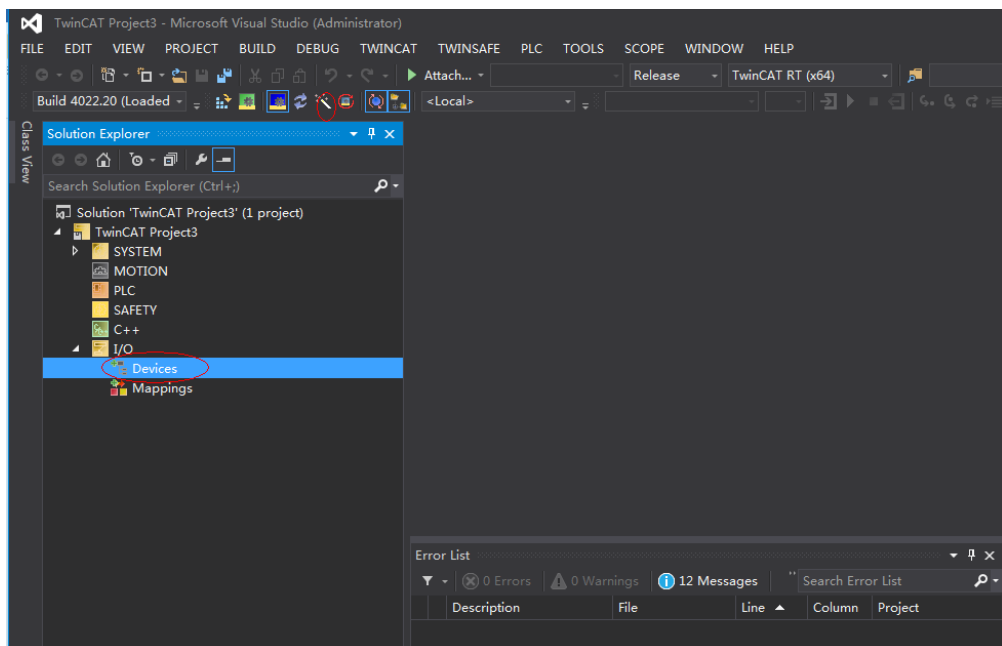 TwinCAT Project3 - Microsoft Visual Studio (Administrator)
FILE EDIT VIEW PROJECT BUILD DEBUG TWINCAT TWINSAFE PLC TOOLS SCOPE WINDOW HELP
Attach... Release TwinCAT RT (x64)
Build 4022.20 (Loaded <Local>
Class View
Solution Explorer
Search Solution Explorer (Ctrl+;)
Solution 'TwinCAT Project3' (1 project)
TwinCAT Project3
SYSTEM
MOTION
PLC
SAFETY
C++
I/O
Devices
Mappings
Error List
0 Errors 0 Warnings 12 Messages Search Error List
Description File Line Column Project